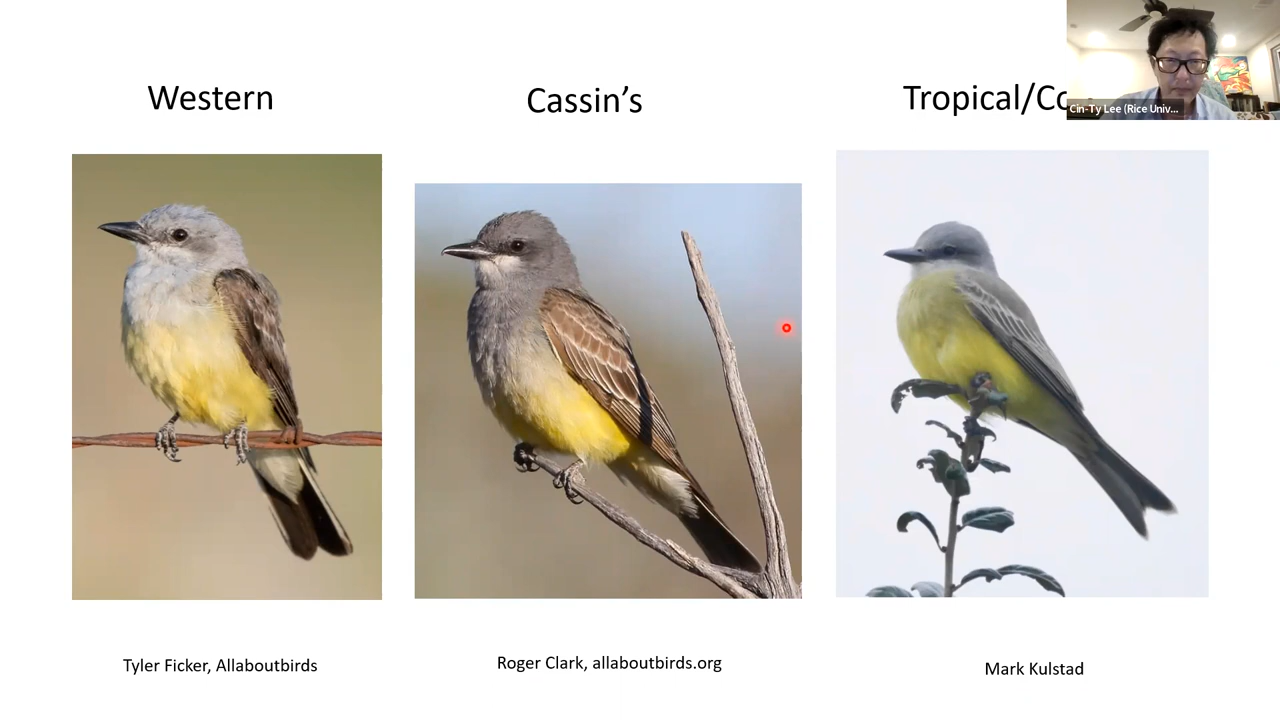 Western
Cassin's
Tropical/Co
Cin-Ty Lee (Rice Univ...
Tyler Ficker, Allaboutbirds
Roger Clark, allaboutbirds.org
Mark Kulstad